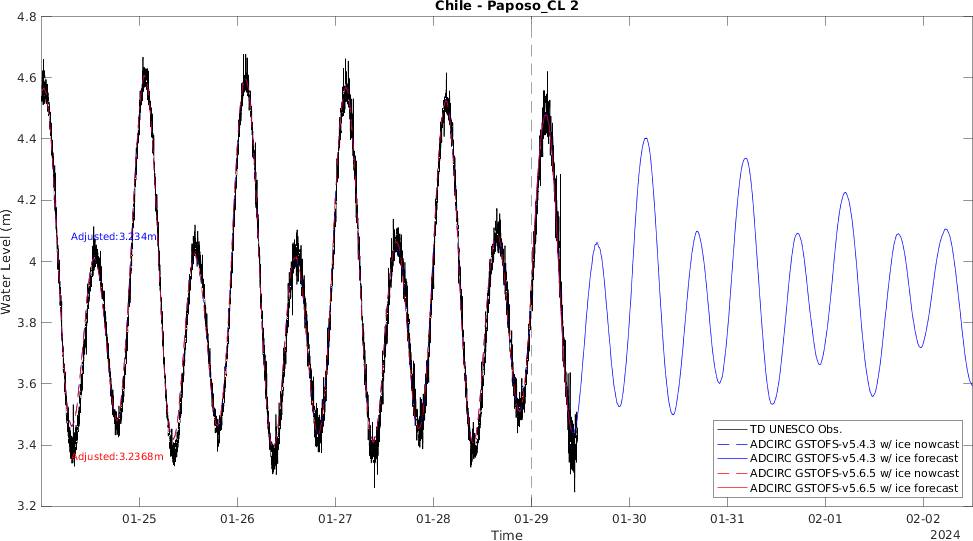 Chile - Paposo_CL 2
4.8
4.6
4.4
4.2
4
3.8
3.6
3.4
3.2
Water Level (m)
Adjusted:3.234m
Adjusted:3.2368m
TD UNESCO Obs.
ADCIRC GSTOFS-v5.4.3 w/ ice nowcast
ADCIRC GSTOFS-v5.4.3 w/ ice forecast
ADCIRC GSTOFS-v5.6.5 w/ ice nowcast
ADCIRC GSTOFS-v5.6.5 w/ ice forecast
01-25 01-26 01-27 01-28 01-29 01-30 01-31 02-01 02-02
Time
2024